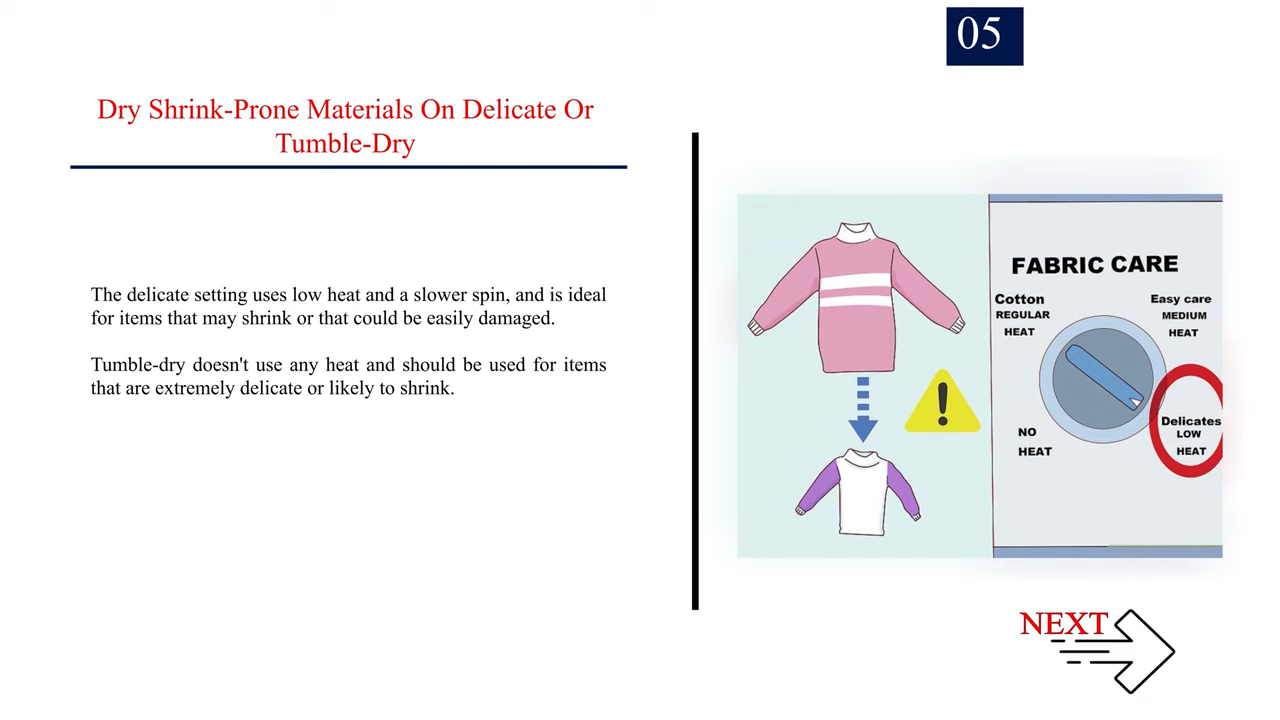 05
Dry Shrink-Prone Materials On Delicate Or
Tumble-Dry
The delicate setting uses low heat and a slower spin, and is ideal
for items that may shrink or that could be easily damaged.
Tumble-dry doesn't use any heat and should be used for items
that are extremely delicate or likely to shrink.
FABRIC CARE
Cotton
REGULAR
HEAT
Easy care
MEDIUM
HEAT
NO
HEAT
Delicates
LOW
HEAT
NEXT